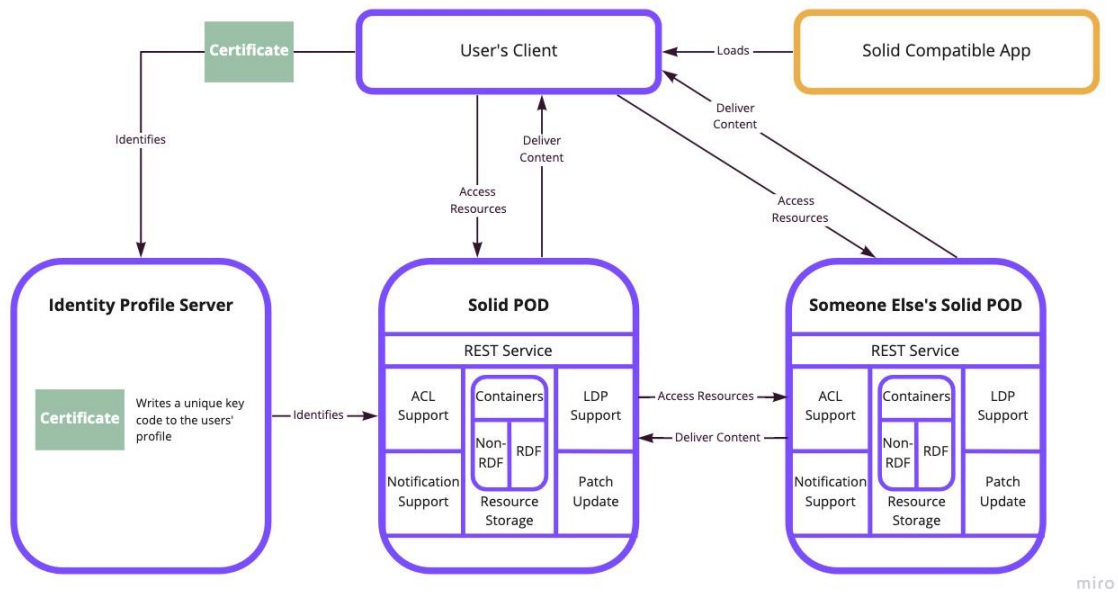 Certificate
User's Client
Loads
Solid Compatible App
Identifies
Deliver
Content
Deliver
Content
Access
Resources
Access
Resources
Identity Profile Server
Certificate
Writes a unique key
code to the users'
profile
Identifies
Solid POD
REST Service
ACL
Support
Containers
LDP
Support
Non-
RDF
RDF
Notification
Support
Resource
Storage
Patch
Update
Access Resources
Deliver Content
Someone Else's Solid POD
REST Service
ACL
Support
Containers
LDP
Support
Non-
RDF
RDF
Notification
Support
Resource
Storage
Patch
Update
miro